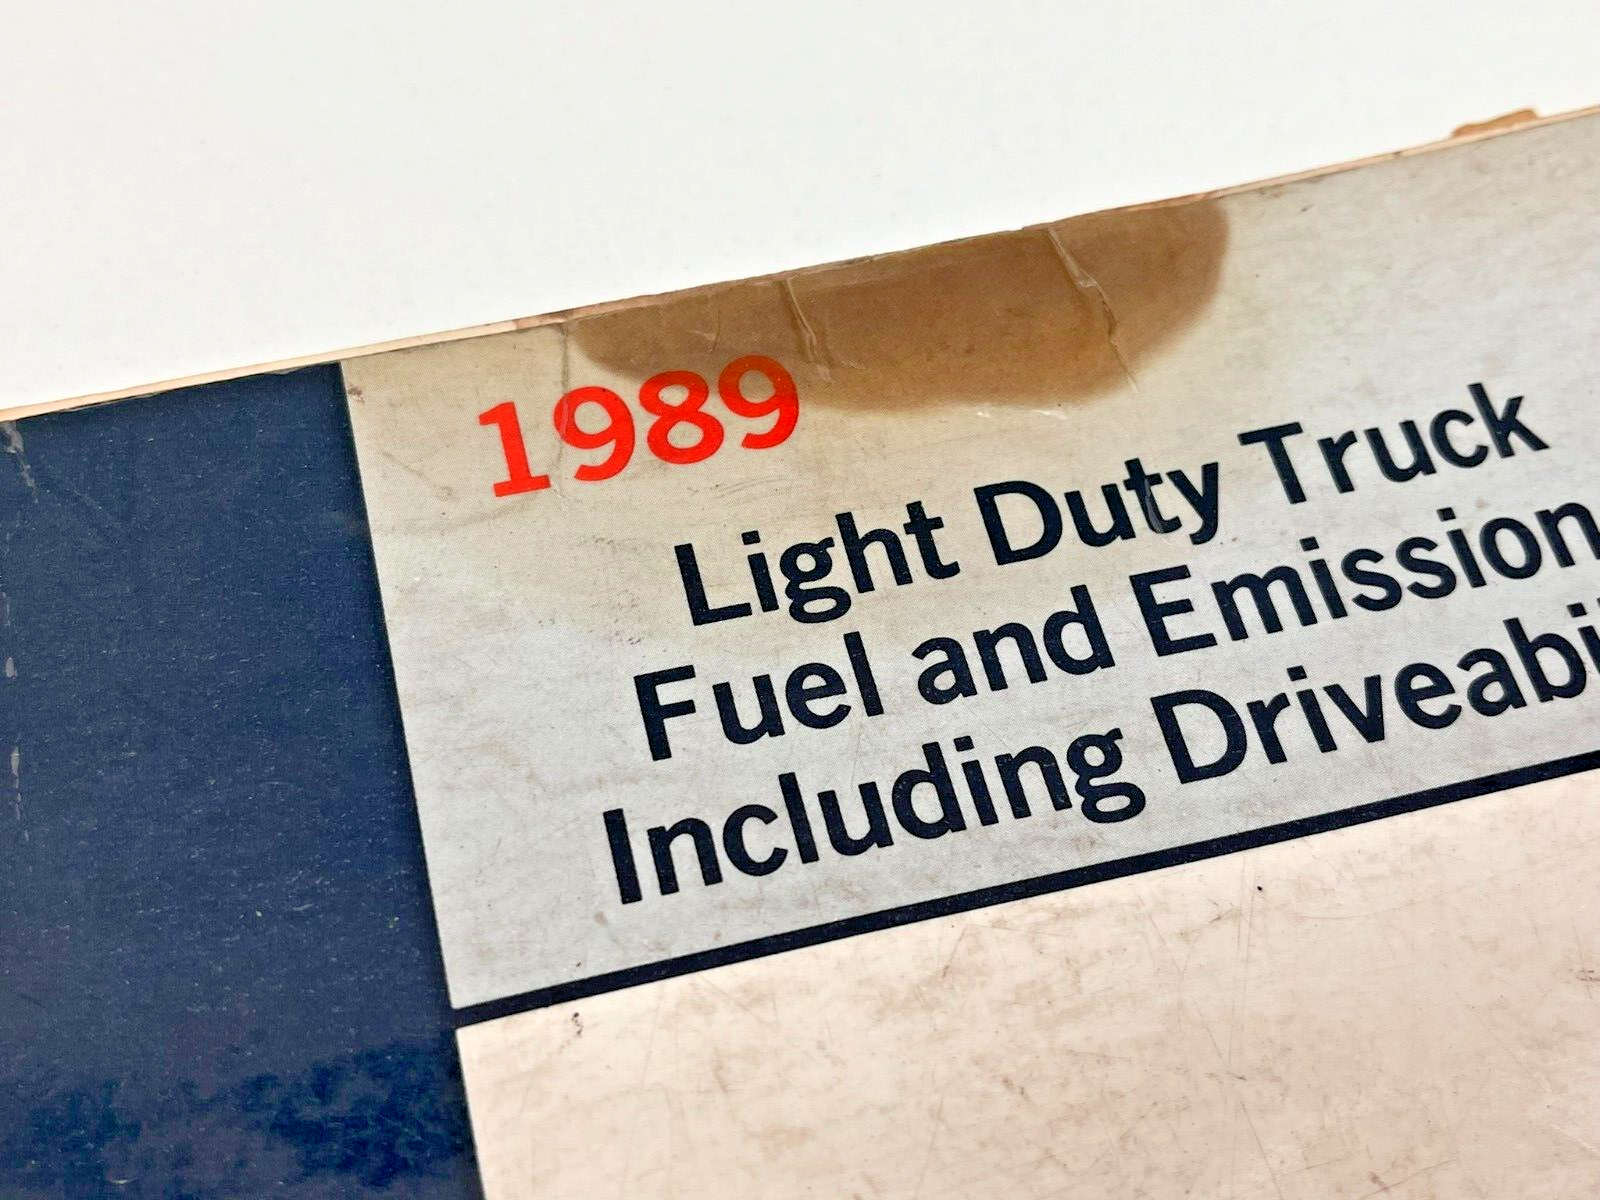 1989
Light Duty Truck
Fuel and Emission
Including Driveabi